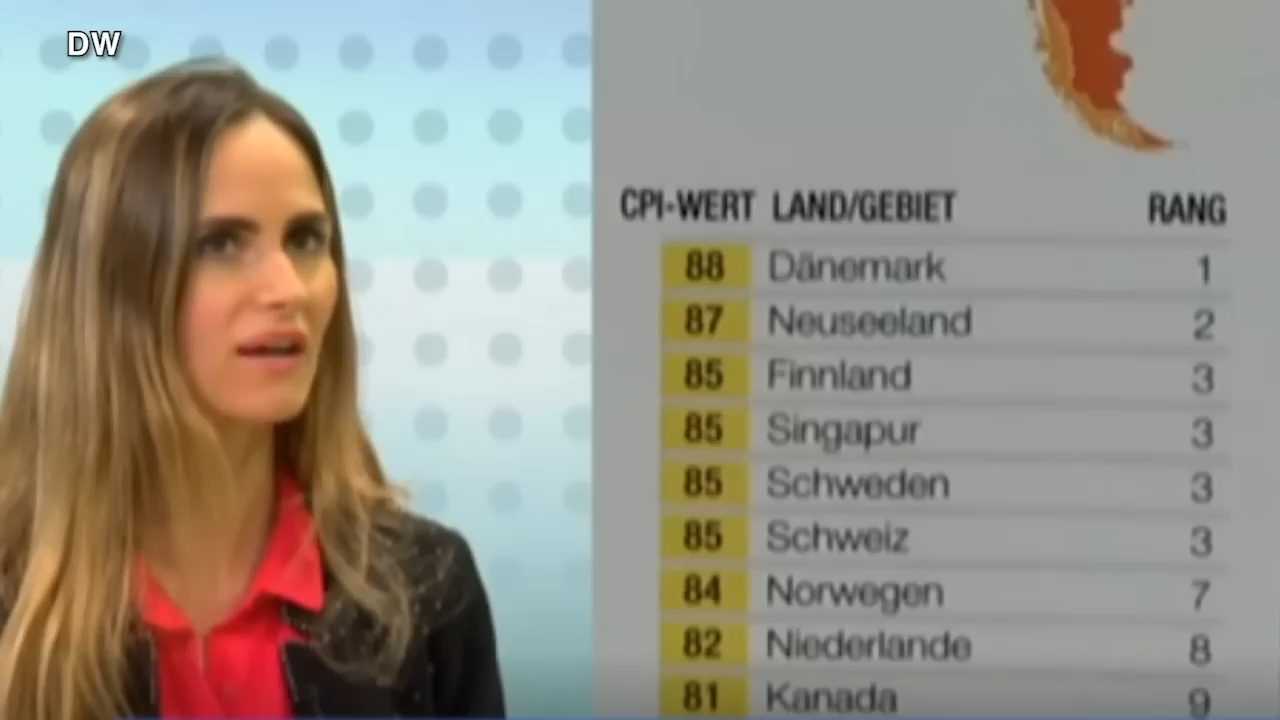 DW
CPI-WERT LAND/GEBIET RANG
88 Dänemark 1
87 Neuseeland 2
85 Finnland 3
85 Singapur 3
85 Schweden 3
85 Schweiz 3
84 Norwegen 7
82 Niederlande 8
81 Kanada 9